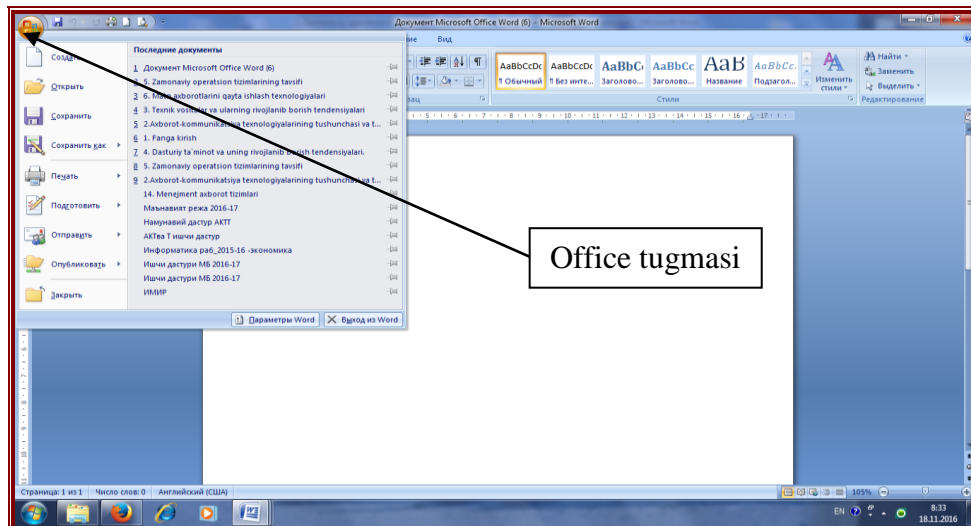 Документ Microsoft Office Word (6) - Microsoft Word
Вид
Создать
Открыть
Сохранить
Сохранить как
Печать
Подготовить
Отправить
Опубликовать
Закрыть
Последние документы
1 Документ Microsoft Office Word (6)
5. Zamonaviy operatsion tizimlarining tavsifi
3 6. Matn axborotlarini qayta ishlash texnologiyalari
4 3. Texnik vositalar va ularning rivojlanib borish tendensiyalari
5 2.Axborot-kommunikatsiya texnologiyalarining tushunchasi va t...
6 1. Fanga kirish
7 4. Dasturiy ta`minot va uning rivojlanib borish tendensiyalari.
8 5. Zamonaviy operatsion tizimlarining tavsifi
9 2.Axborot-kommunikatsiya texnologiyalarining tushunchasi va t...
14. Menejment axborot tizimlari
Маънавият режа 2016-17
Намунавий дастур АКТТ
АКТва Т ишчи дастур
Информатика раб_2015-16 -экономика
Ишчи дастури МБ 2016-17
Ишчи дастури МБ 2016-17
ИМИР
Параметры Word
Выход из Word
AaBbCcDc AaBbCcDc AaBbC AaBbCc АаВ AaBbCc.
¶ Обычный ¶ Без инте... Заголово... Заголово... Название Подзагол...
Изменить
стили
Стили
Найти
Заменить
Выделить
Редактирование
Office tugmasi
Страница: 1 из 1 Число слов: 0 Английский (США) 105%
EN 8:33
18.11.2016